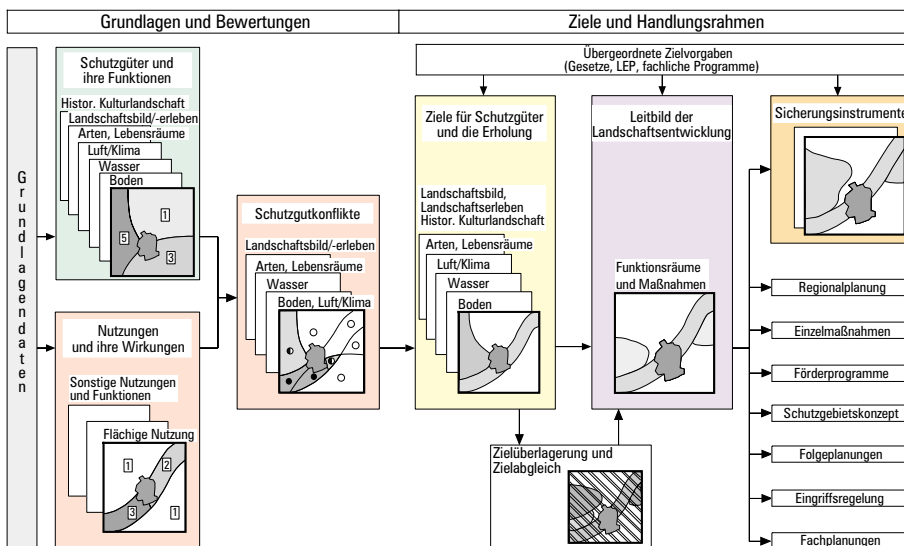 Grundlagen und Bewertungen
Ziele und Handlungsrahmen
Grundlagendaten
Schutzgüter und
ihre Funktionen
Histor. Kulturlandschaft
Landschaftsbild/-erleben
Arten, Lebensräume
Luft/Klima
Wasser
Boden
1
5
3
Nutzungen
und ihre Wirkungen
Sonstige Nutzungen
und Funktionen
Flächige Nutzung
1
2
3
1
Schutzgutkonflikte
Landschaftsbild/-erleben
Arten, Lebensräume
Wasser
Boden, Luft/Klima
Übergeordnete Zielvorgaben
(Gesetze, LEP, fachliche Programme)
Ziele für Schutzgüter
und die Erholung
Landschaftsbild,
Landschaftserleben
Histor. Kulturlandschaft
Arten, Lebensräume
Luft/Klima
Wasser
Boden
Zielüberlagerung und
Zielabgleich
Leitbild der
Landschaftsentwicklung
Funktionsräume
und Maßnahmen
Sicherungsinstrumente
Regionalplanung
Einzelmaßnahmen
Förderprogramme
Schutzgebietskonzept
Folgeplanungen
Eingriffsregelung
Fachplanungen